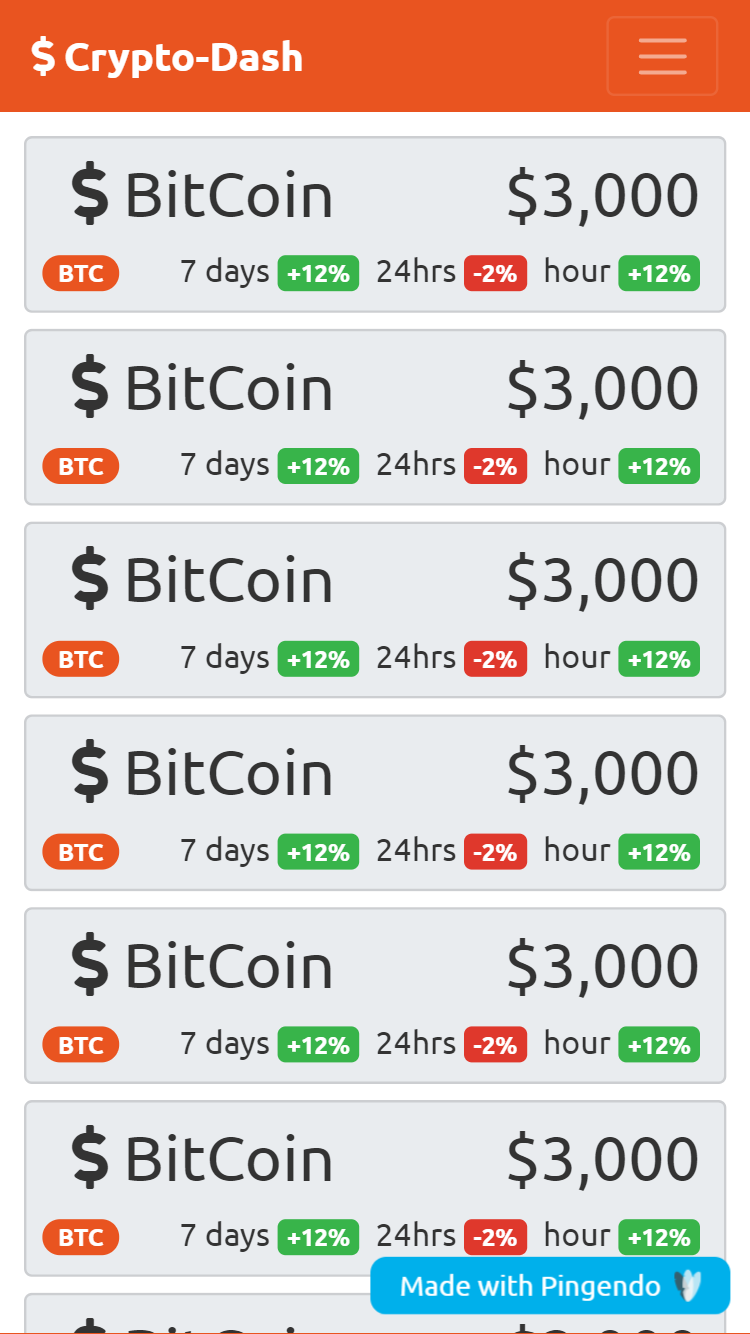 $ Crypto-Dash
$ BitCoin $3,000
BTC 7 days +12% 24hrs -2% hour +12%
$ BitCoin $3,000
BTC 7 days +12% 24hrs -2% hour +12%
$ BitCoin $3,000
BTC 7 days +12% 24hrs -2% hour +12%
$ BitCoin $3,000
BTC 7 days +12% 24hrs -2% hour +12%
$ BitCoin $3,000
BTC 7 days +12% 24hrs -2% hour +12%
$ BitCoin $3,000
BTC 7 days +12% 24hrs -2% hour +12%
Made with Pingendo